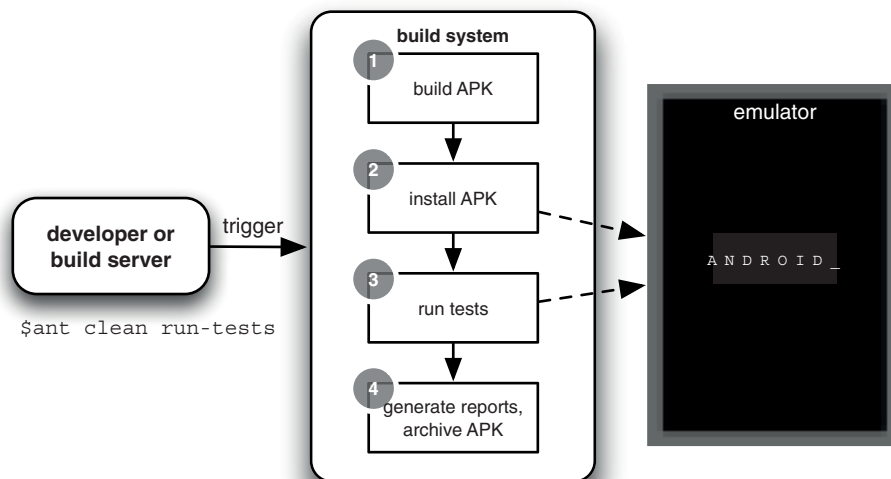 build system
1
build APK
2
install APK
3
run tests
4
generate reports,
archive APK
developer or
build server
trigger
$ant clean run-tests
emulator
ANDROID_